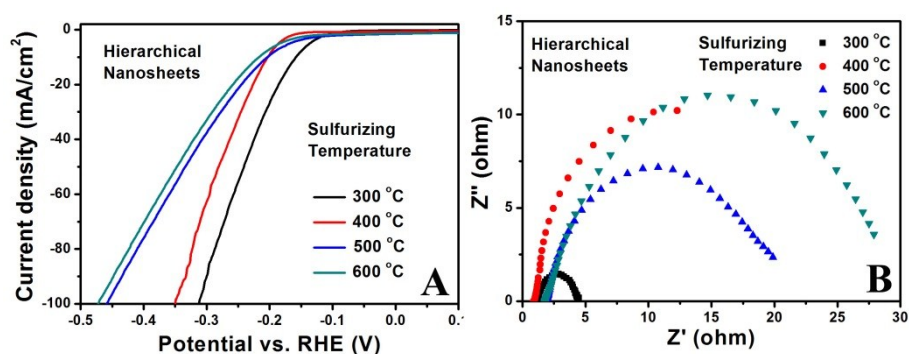 Current density (mA/cm²)
0
-20
-40
-60
-80
-100
Hierarchical
Nanosheets
Sulfurizing
Temperature
300 °C
400 °C
500 °C
600 °C
A
-0.5 -0.4 -0.3 -0.2 -0.1 0.0 0.1
Potential vs. RHE (V)
Z'' (ohm)
15
10
5
0
Hierarchical
Nanosheets
Sulfurizing
Temperature
300 °C
400 °C
500 °C
600 °C
B
0 5 10 15 20 25 30
Z' (ohm)